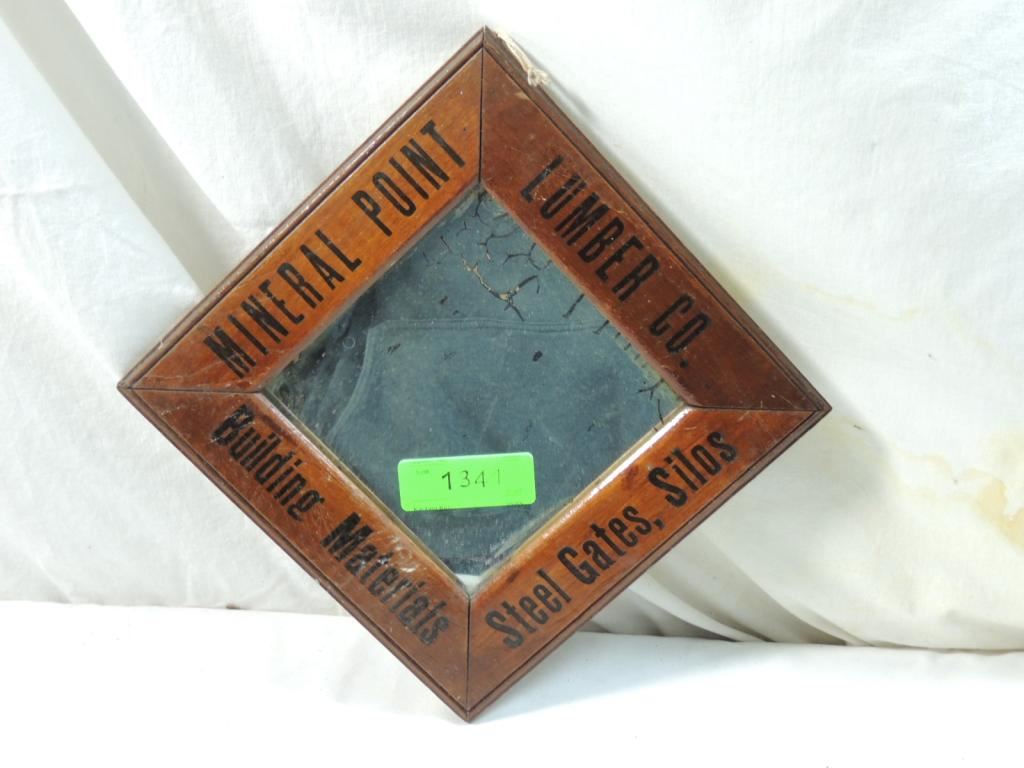 MINERAL POINT
LUMBER CO.
Building Materials
Steel Gates, Silos
1341